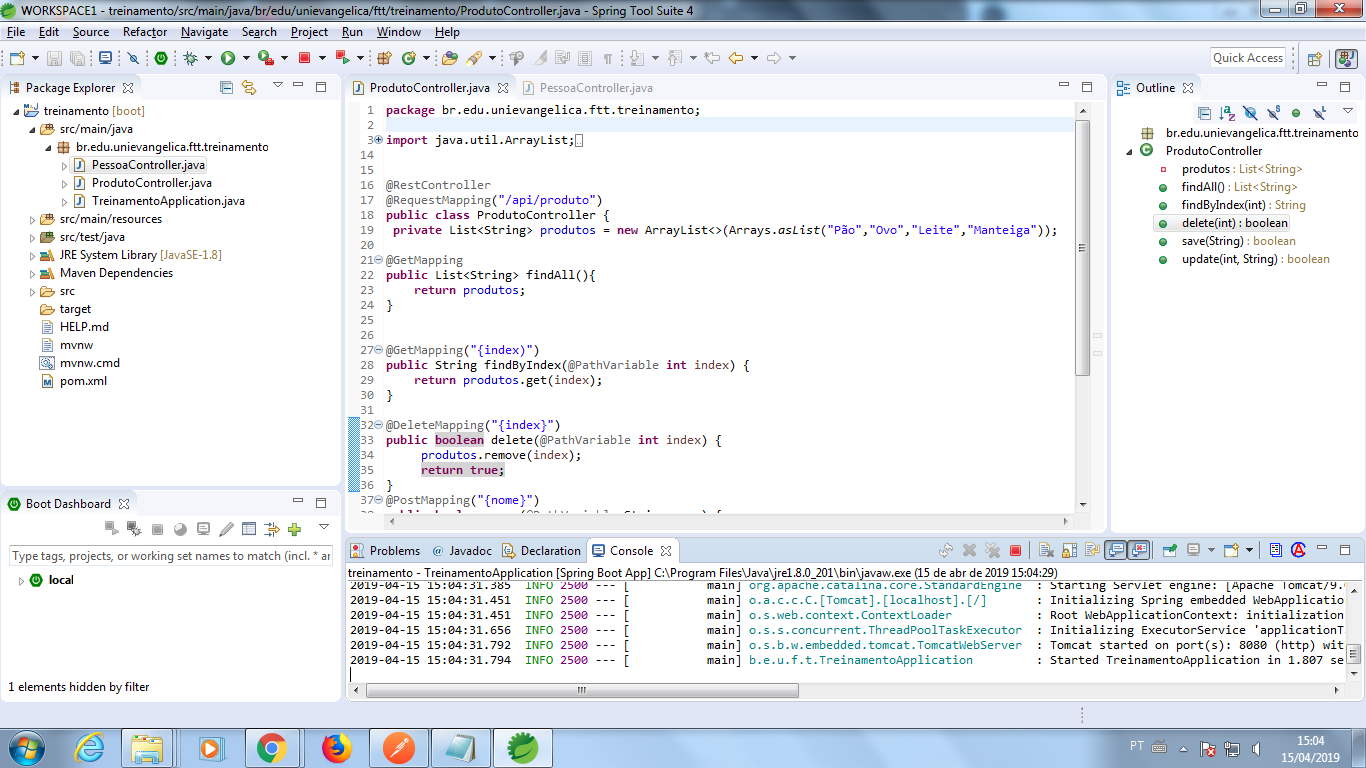 WORKSPACE1 - treinamento/src/main/java/br/edu/unievangelica/ftt/treinamento/ProdutoController.java - Spring Tool Suite 4
File Edit Source Refactor Navigate Search Project Run Window Help
Quick Access
Package Explorer
treinamento [boot]
src/main/java
br.edu.unievangelica.ftt.treinamento
PessoaController.java
ProdutoController.java
TreinamentoApplication.java
src/main/resources
src/test/java
JRE System Library [JavaSE-1.8]
Maven Dependencies
src
target
HELP.md
mvnw
mvnw.cmd
pom.xml
Boot Dashboard
Type tags, projects, or working set names to match (incl. * ar
local
1 elements hidden by filter
ProdutoController.java PessoaController.java
1 package br.edu.unievangelica.ftt.treinamento;
2
3 import java.util.ArrayList;
14
15
16 @RestController
17 @RequestMapping("/api/produto")
18 public class ProdutoController {
19 private List<String> produtos = new ArrayList<>(Arrays.asList("Pão","Ovo","Leite","Manteiga"));
20
21 @GetMapping
22 public List<String> findAll(){
23 return produtos;
24 }
25
26
27 @GetMapping("{index)")
28 public String findByIndex(@PathVariable int index) {
29 return produtos.get(index);
30 }
31
32 @DeleteMapping("{index}")
33 public boolean delete(@PathVariable int index) {
34 produtos.remove(index);
35 return true;
36 }
37 @PostMapping("{nome}")
Outline
br.edu.unievangelica.ftt.treinamento
ProdutoController
produtos : List<String>
findAll() : List<String>
findByIndex(int) : String
delete(int) : boolean
save(String) : boolean
update(int, String) : boolean
Problems @ Javadoc Declaration Console
treinamento - TreinamentoApplication [Spring Boot App] C:\Program Files\Java\jre1.8.0_201\bin\javaw.exe (15 de abr de 2019 15:04:29)
2019-04-15 15:04:31.385 INFO 2500 --- [ main] org.apache.catalina.core.StandardEngine : Starting Servlet engine: [Apache Tomcat/9.
2019-04-15 15:04:31.451 INFO 2500 --- [ main] o.a.c.c.C.[Tomcat].[localhost].[/] : Initializing Spring embedded WebApplicatio
2019-04-15 15:04:31.451 INFO 2500 --- [ main] o.s.web.context.ContextLoader : Root WebApplicationContext: initialization
2019-04-15 15:04:31.656 INFO 2500 --- [ main] o.s.s.concurrent.ThreadPoolTaskExecutor : Initializing ExecutorService 'applicationT
2019-04-15 15:04:31.792 INFO 2500 --- [ main] o.s.b.w.embedded.tomcat.TomcatWebServer : Tomcat started on port(s): 8080 (http) wit
2019-04-15 15:04:31.794 INFO 2500 --- [ main] b.e.u.f.t.TreinamentoApplication : Started TreinamentoApplication in 1.807 se
PT
15:04
15/04/2019